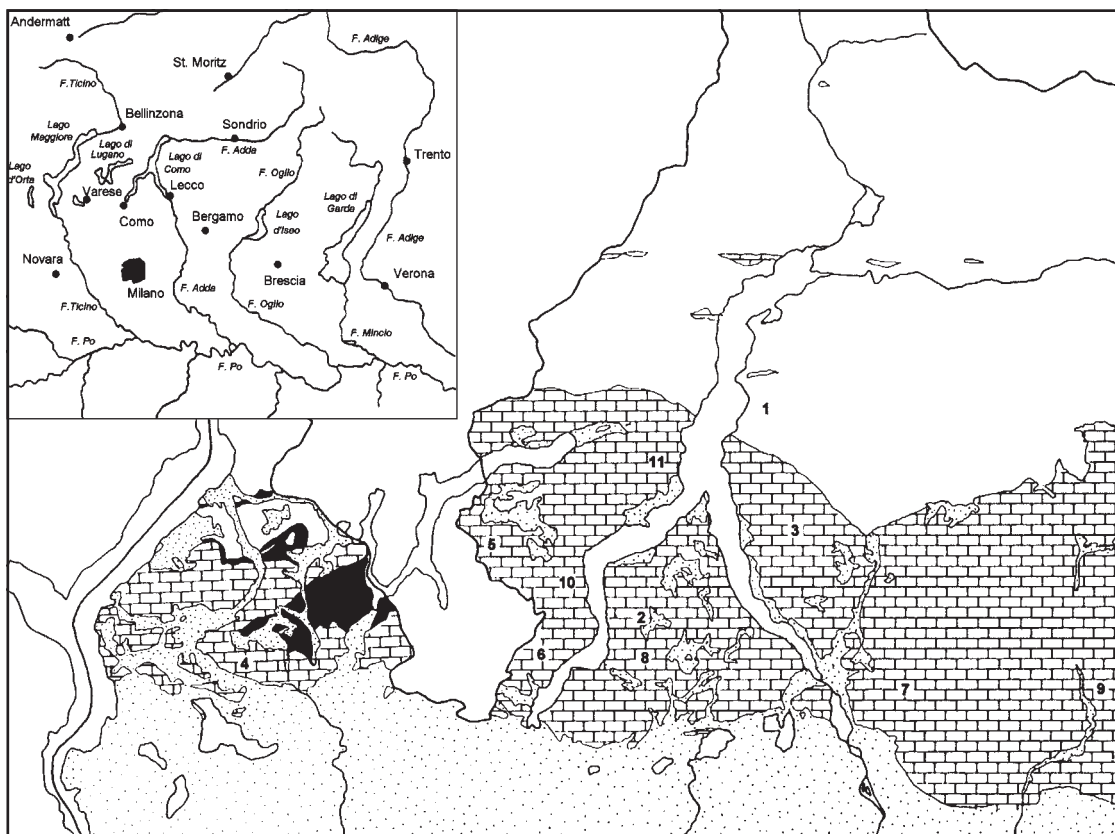 Andermatt
F. Adige
St. Moritz
F.Ticino
Bellinzona
Sondrio
Lago
Maggiore
Lago di
Lugano
F. Adda
Lago di
Como
Trento
Lago
d'Orta
F. Oglio
Varese
Lecco
Lago di
Garda
Como
Bergamo
Lago
d'Iseo
F. Adige
Novara
Brescia
Verona
Milano
F. Adda
F.Ticino
F. Oglio
F. Mincio
F. Po
F. Po
F. Po
1
11
3
5
10
2
6
8
4
7
9